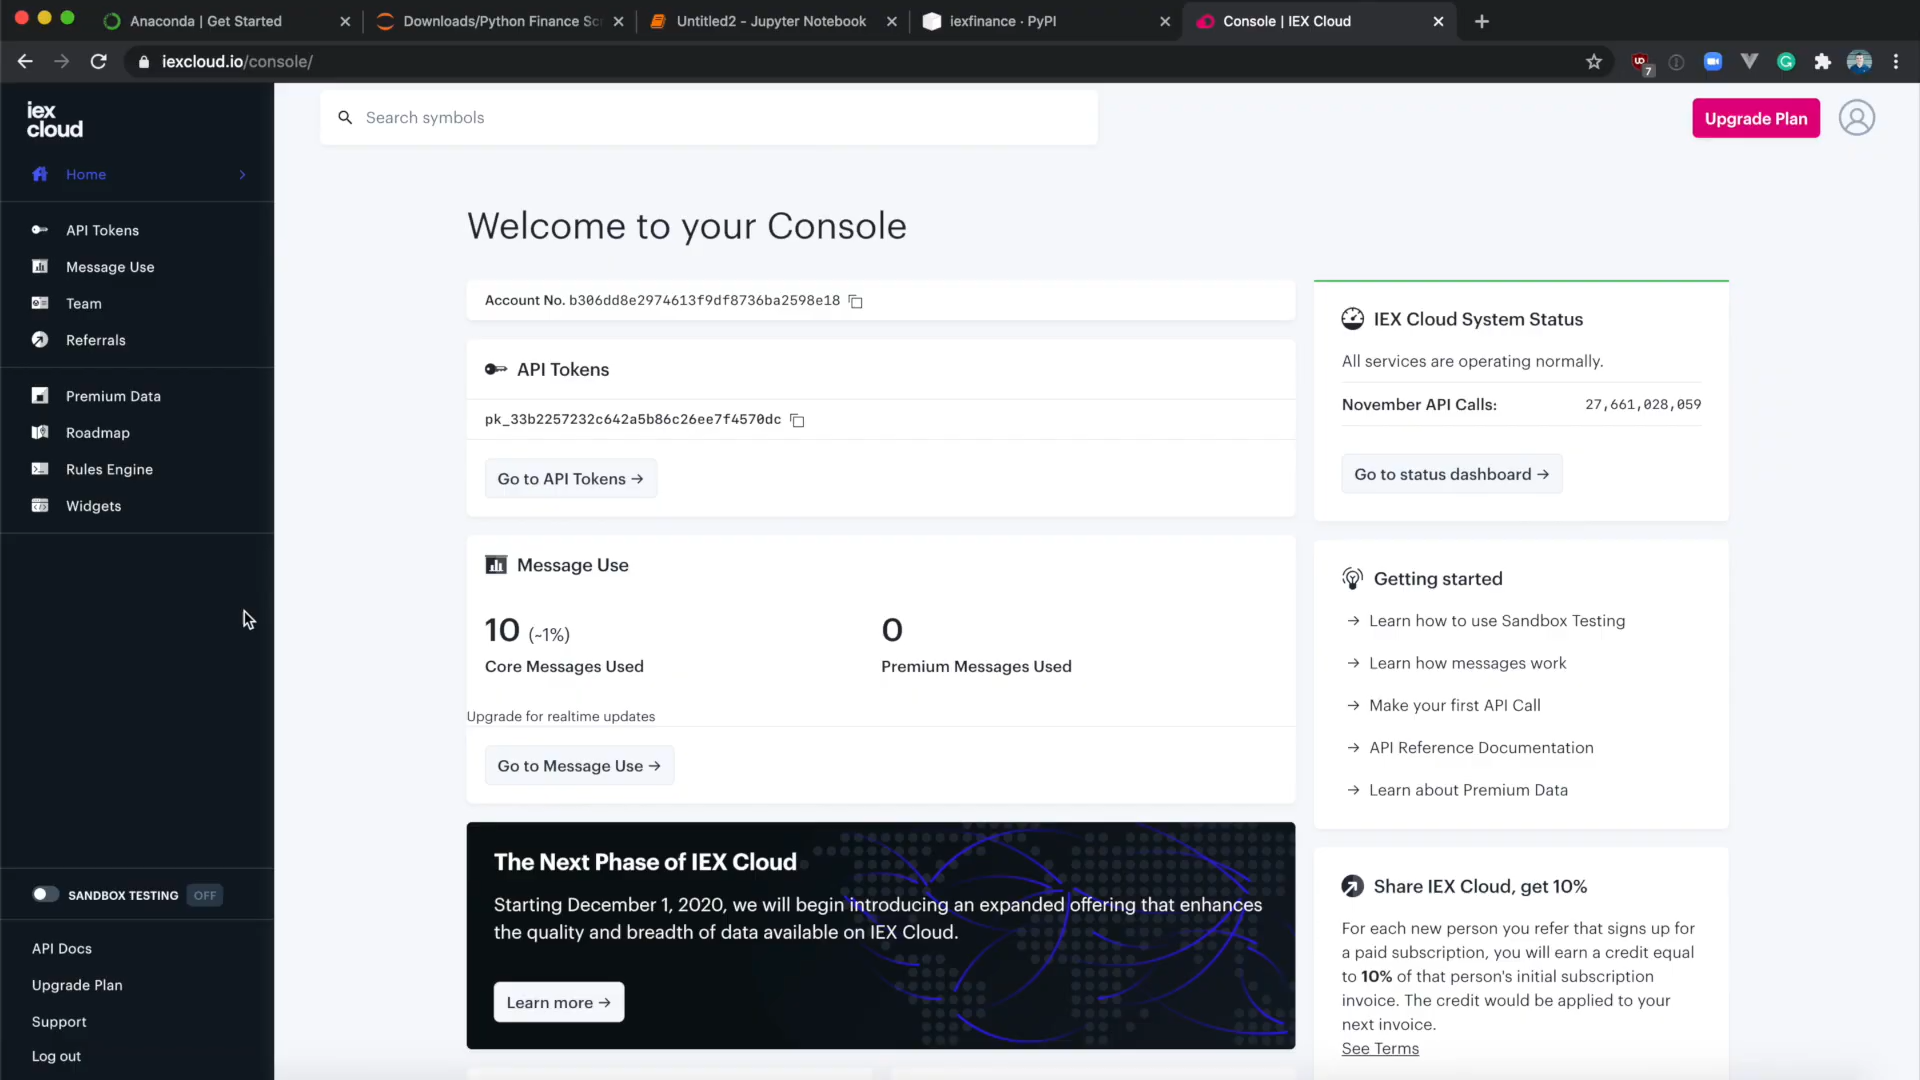 Anaconda | Get Started
Downloads/Python Finance Scr
Untitled2 - Jupyter Notebook
iexfinance · PyPI
Console | IEX Cloud
iexcloud.io/console/
7
iex
cloud
Search symbols
Upgrade Plan
Home
API Tokens
Message Use
Team
Referrals
Premium Data
Roadmap
Rules Engine
Widgets
SANDBOX TESTING OFF
API Docs
Upgrade Plan
Support
Log out
Welcome to your Console
Account No. b306dd8e2974613f9df8736ba2598e18
API Tokens
pk_33b2257232c642a5b86c26ee7f4570dc
Go to API Tokens →
Message Use
10 (~1%)
Core Messages Used
0
Premium Messages Used
Upgrade for realtime updates
Go to Message Use →
The Next Phase of IEX Cloud
Starting December 1, 2020, we will begin introducing an expanded offering that enhances
the quality and breadth of data available on IEX Cloud.
Learn more →
IEX Cloud System Status
All services are operating normally.
November API Calls: 27,661,028,059
Go to status dashboard →
Getting started
→ Learn how to use Sandbox Testing
→ Learn how messages work
→ Make your first API Call
→ API Reference Documentation
→ Learn about Premium Data
Share IEX Cloud, get 10%
For each new person you refer that signs up for
a paid subscription, you will earn a credit equal
to 10% of that person's initial subscription
invoice. The credit would be applied to your
next invoice.
See Terms